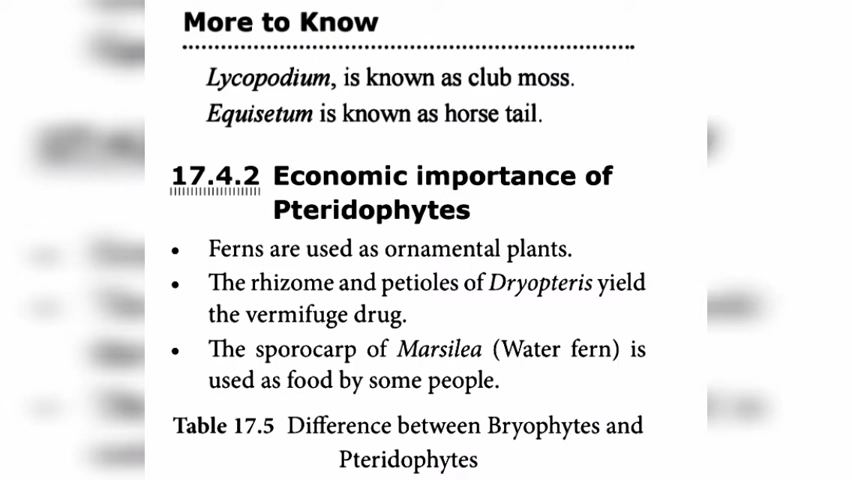 More to Know
Lycopodium, is known as club moss.
Equisetum is known as horse tail.
17.4.2 Economic importance of
Pteridophytes
• Ferns are used as ornamental plants.
• The rhizome and petioles of Dryopteris yield
the vermifuge drug.
• The sporocarp of Marsilea (Water fern) is
used as food by some people.
Table 17.5 Difference between Bryophytes and
Pteridophytes